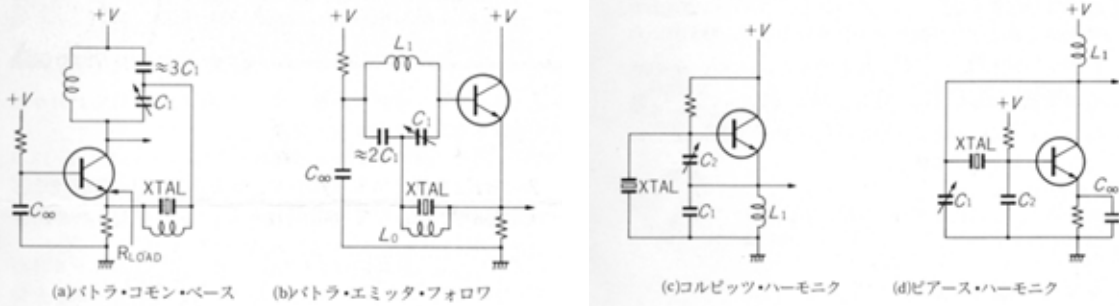 +V
≈3C₁
C₁
+V
C∞
XTAL
R_LOAD
(a)バトラ・コモン・ベース
+V
+V
L₁
C₁
≈2C₁
C∞
XTAL
L₀
(b)バトラ・エミッタ・フォロワ
+V
C₂
XTAL
C₁
L₁
(c)コルピッツ・ハーモニク
+V
L₁
+V
XTAL
C₁
C₂
C∞
(d)ピアース・ハーモニク